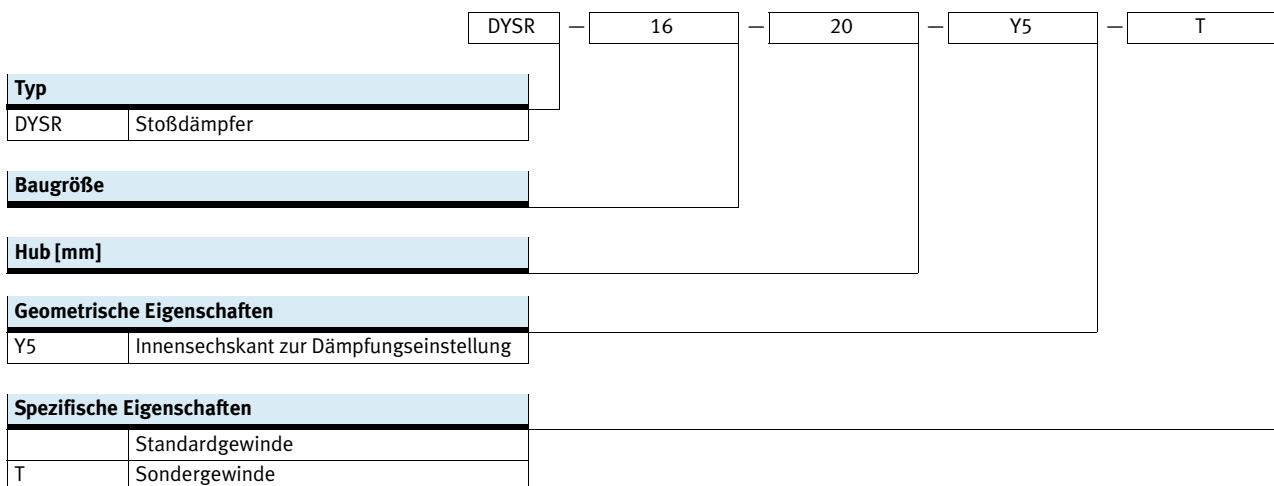 DYSR — 16 — 20 — Y5 — T
Typ
DYSR Stoßdämpfer
Baugröße
Hub [mm]
Geometrische Eigenschaften
Y5 Innensechskant zur Dämpfungseinstellung
Spezifische Eigenschaften
Standardgewinde
T Sondergewinde